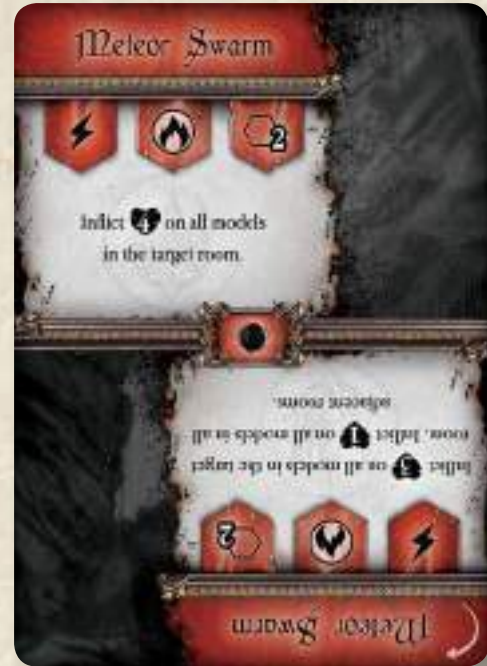 Meteor Swarm
2
Inflict 4 on all models
in the target room.
Meteor Swarm
2
Inflict 5 on all models in the target
room. Inflict 1 on all models in all
adjacent rooms.